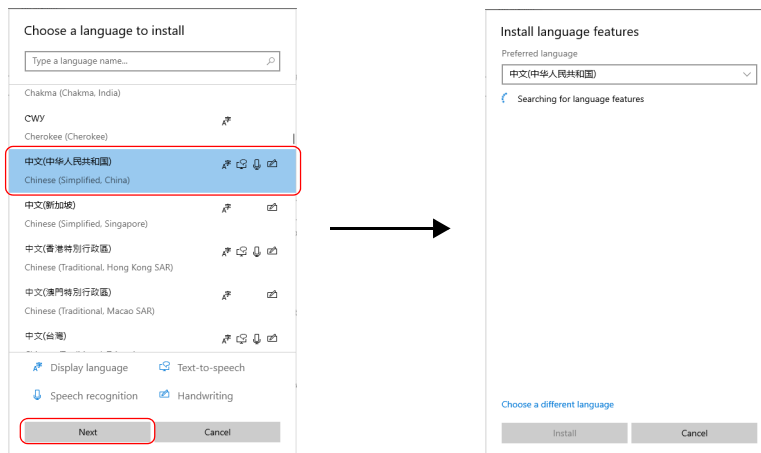 Choose a language to install
Type a language name...
Chakma (Chakma, India)
ᏣᎳᎩ
Cherokee (Cherokee)
中文(中华人民共和国)
Chinese (Simplified, China)
中文(新加坡)
Chinese (Simplified, Singapore)
中文(香港特別行政區)
Chinese (Traditional, Hong Kong SAR)
中文(澳門特別行政區)
Chinese (Traditional, Macao SAR)
中文(台灣)
Display language
Text-to-speech
Speech recognition
Handwriting
Next
Cancel
Install language features
Preferred language
中文(中华人民共和国)
Searching for language features
Choose a different language
Install
Cancel